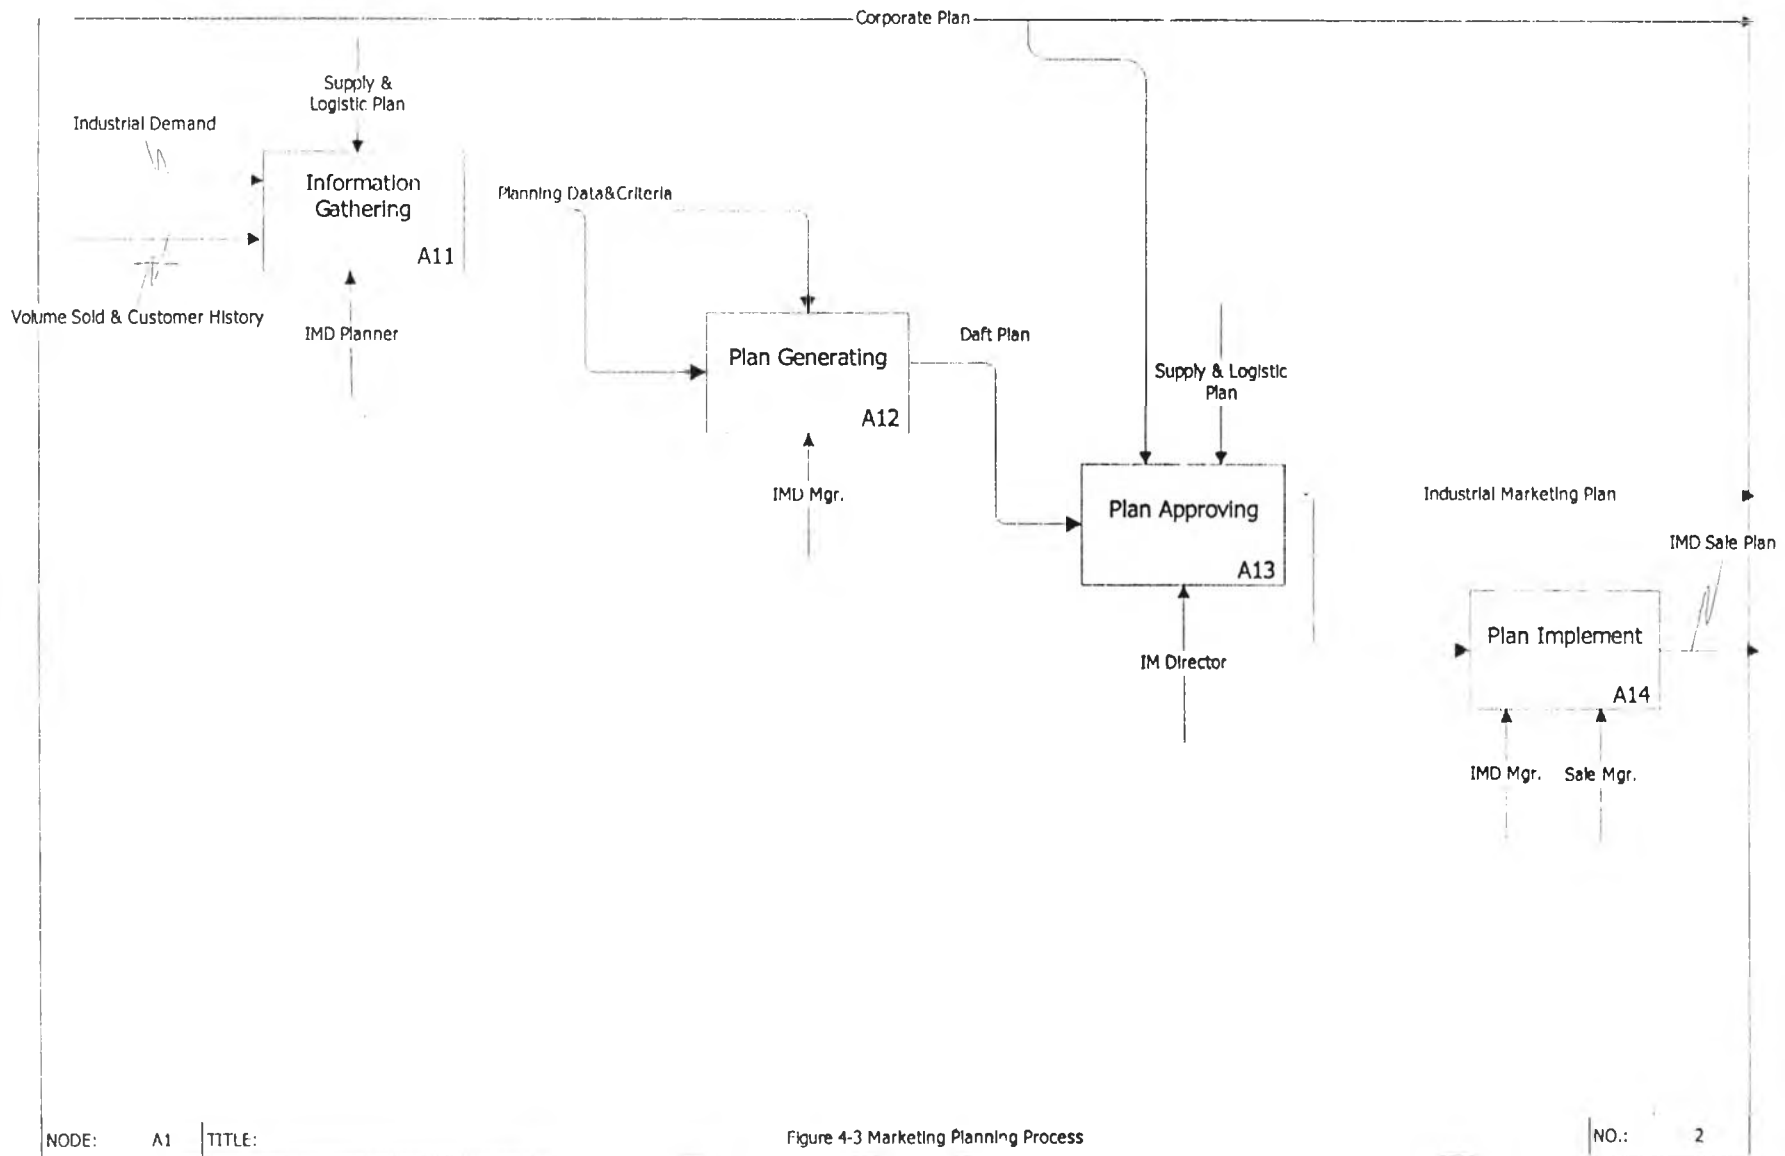 Corporate Plan
Supply &
Logistic Plan
Industrial Demand
Information
Gathering
A11
Planning Data&Criteria
Volume Sold & Customer History
IMD Planner
Plan Generating
A12
Daft Plan
Supply & Logistic
Plan
IMD Mgr.
Plan Approving
A13
Industrial Marketing Plan
IMD Sale Plan
IM Director
Plan Implement
A14
IMD Mgr.
Sale Mgr.
NODE: A1 TITLE: Figure 4-3 Marketing Planning Process NO.: 2